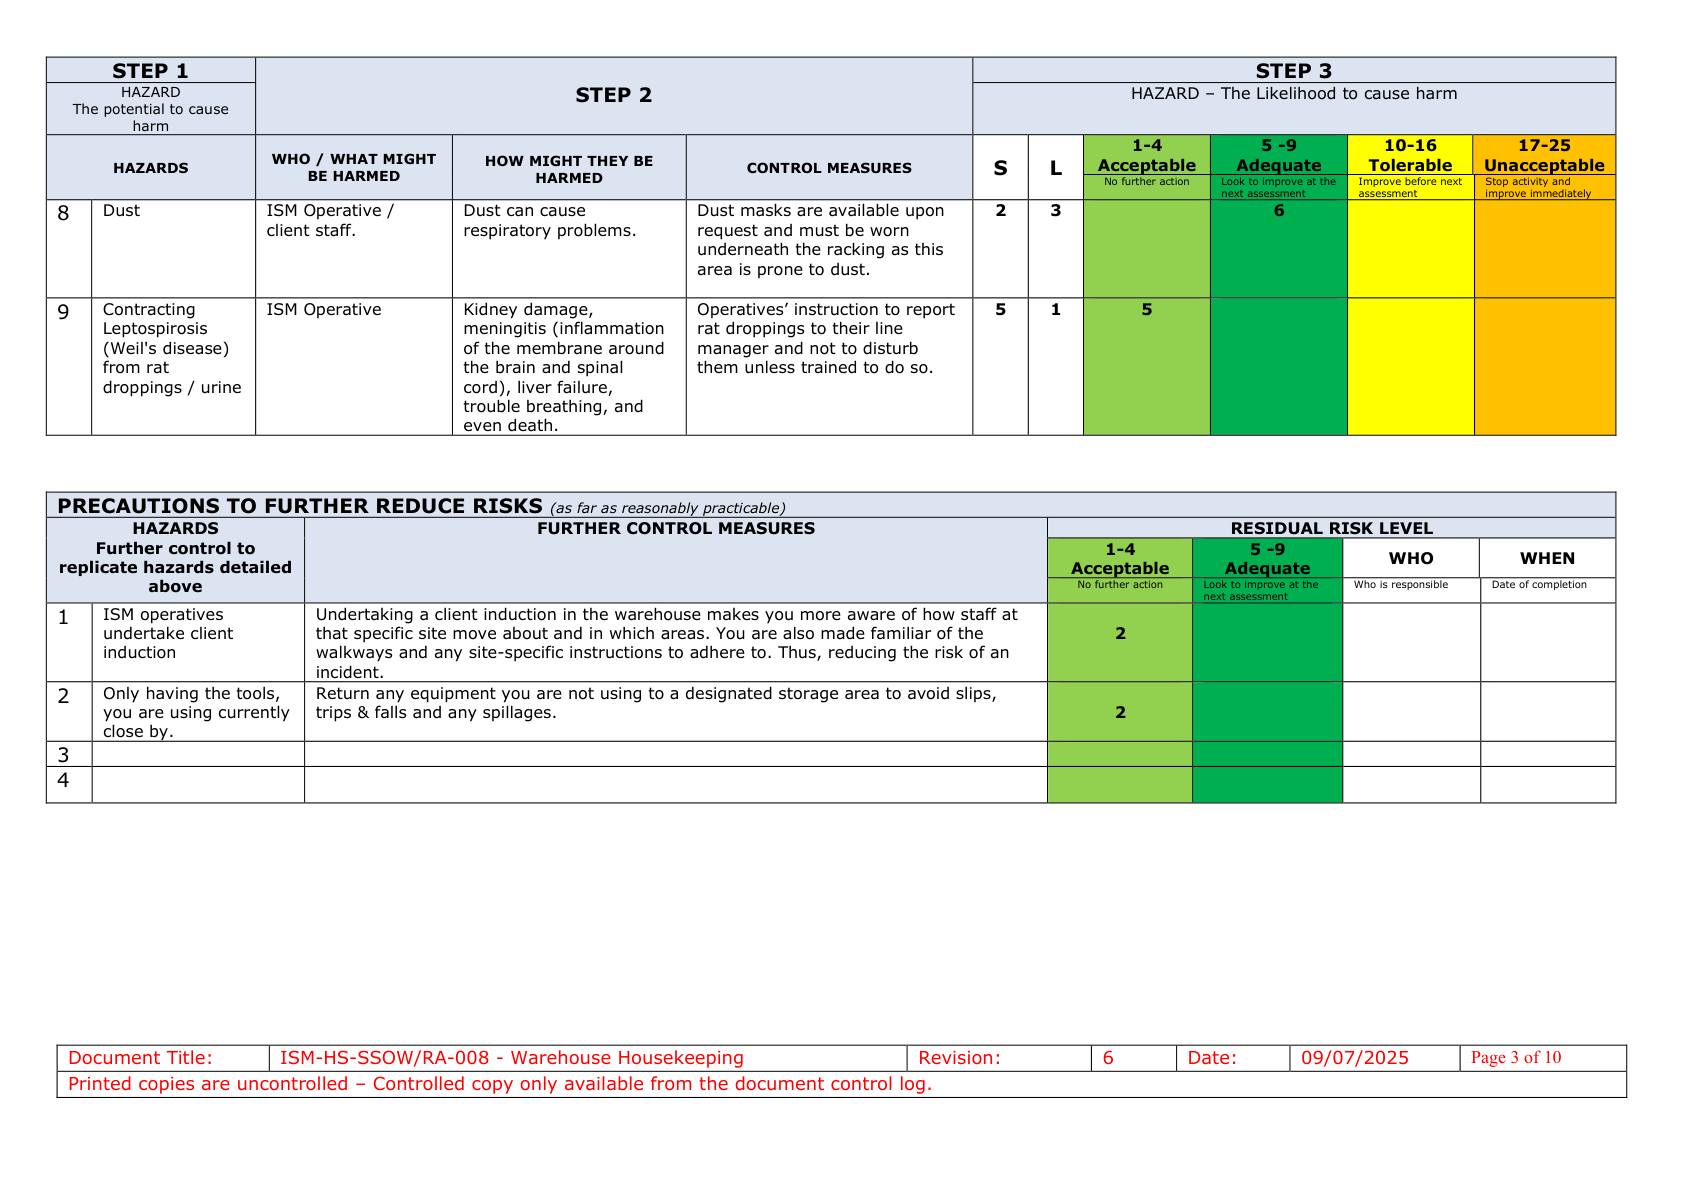 STEP 1
HAZARD
The potential to cause
harm
STEP 2
STEP 3
HAZARD – The Likelihood to cause harm
HAZARDS
WHO / WHAT MIGHT
BE HARMED
HOW MIGHT THEY BE
HARMED
CONTROL MEASURES
S
L
1-4
Acceptable
No further action
5 -9
Adequate
Look to improve at the
next assessment
10-16
Tolerable
Improve before next
assessment
17-25
Unacceptable
Stop activity and
improve immediately
8
Dust
ISM Operative /
client staff.
Dust can cause
respiratory problems.
Dust masks are available upon
request and must be worn
underneath the racking as this
area is prone to dust.
2
3
6
9
Contracting
Leptospirosis
(Weil's disease)
from rat
droppings / urine
ISM Operative
Kidney damage,
meningitis (inflammation
of the membrane around
the brain and spinal
cord), liver failure,
trouble breathing, and
even death.
Operatives’ instruction to report
rat droppings to their line
manager and not to disturb
them unless trained to do so.
5
1
5
PRECAUTIONS TO FURTHER REDUCE RISKS (as far as reasonably practicable)
HAZARDS
Further control to
replicate hazards detailed
above
FURTHER CONTROL MEASURES
RESIDUAL RISK LEVEL
1-4
Acceptable
No further action
5 -9
Adequate
Look to improve at the
next assessment
WHO
Who is responsible
WHEN
Date of completion
1
ISM operatives
undertake client
induction
Undertaking a client induction in the warehouse makes you more aware of how staff at
that specific site move about and in which areas. You are also made familiar of the
walkways and any site-specific instructions to adhere to. Thus, reducing the risk of an
incident.
2
2
Only having the tools,
you are using currently
close by.
Return any equipment you are not using to a designated storage area to avoid slips,
trips & falls and any spillages.
2
3
4
Document Title: ISM-HS-SSOW/RA-008 - Warehouse Housekeeping Revision: 6 Date: 09/07/2025 Page 3 of 10
Printed copies are uncontrolled – Controlled copy only available from the document control log.